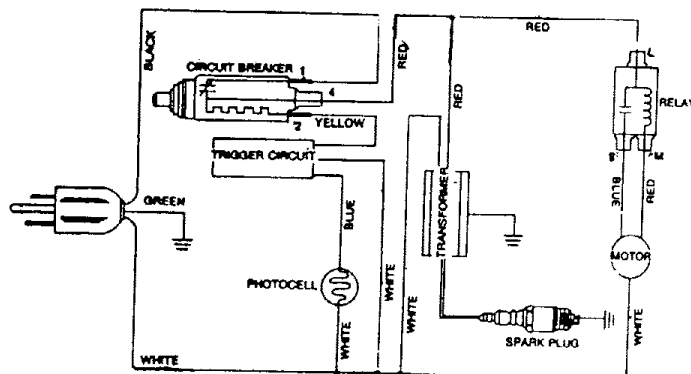 BLACK
CIRCUIT BREAKER
1
4
2
YELLOW
TRIGGER CIRCUIT
RED
RED
RED
L
RELAY
S
M
BLUE
RED
MOTOR
GREEN
BLUE
PHOTOCELL
WHITE
WHITE
WHITE
WHITE
TRANSFORMER
SPARK PLUG
WHITE
WHITE